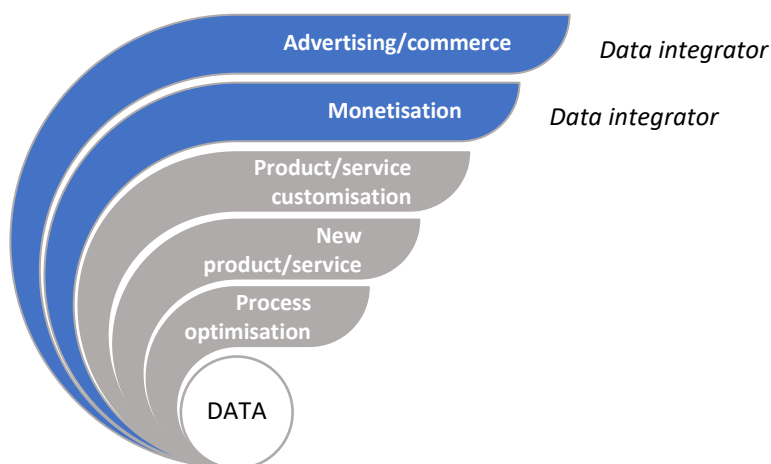 Advertising/commerce
Data integrator
Monetisation
Data integrator
Product/service
customisation
New
product/service
Process
optimisation
DATA